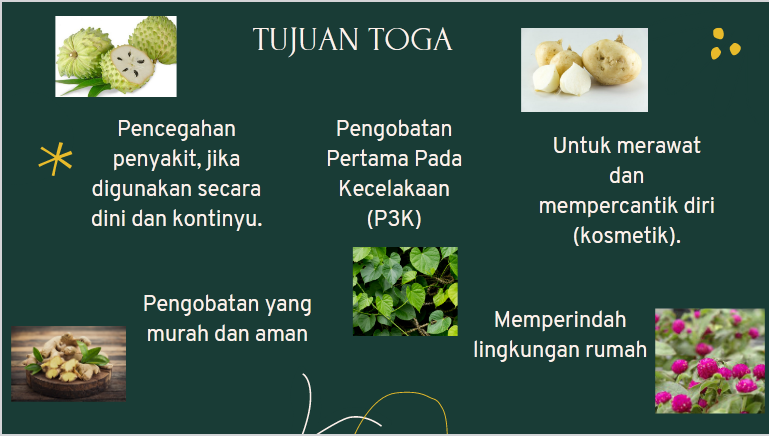 TUJUAN TOGA
Pencegahan
penyakit, jika
digunakan secara
dini dan kontinyu.
Pengobatan
Pertama Pada
Kecelakaan
(P3K)
Untuk merawat
dan
mempercantik diri
(kosmetik).
Pengobatan yang
murah dan aman
Memperindah
lingkungan rumah